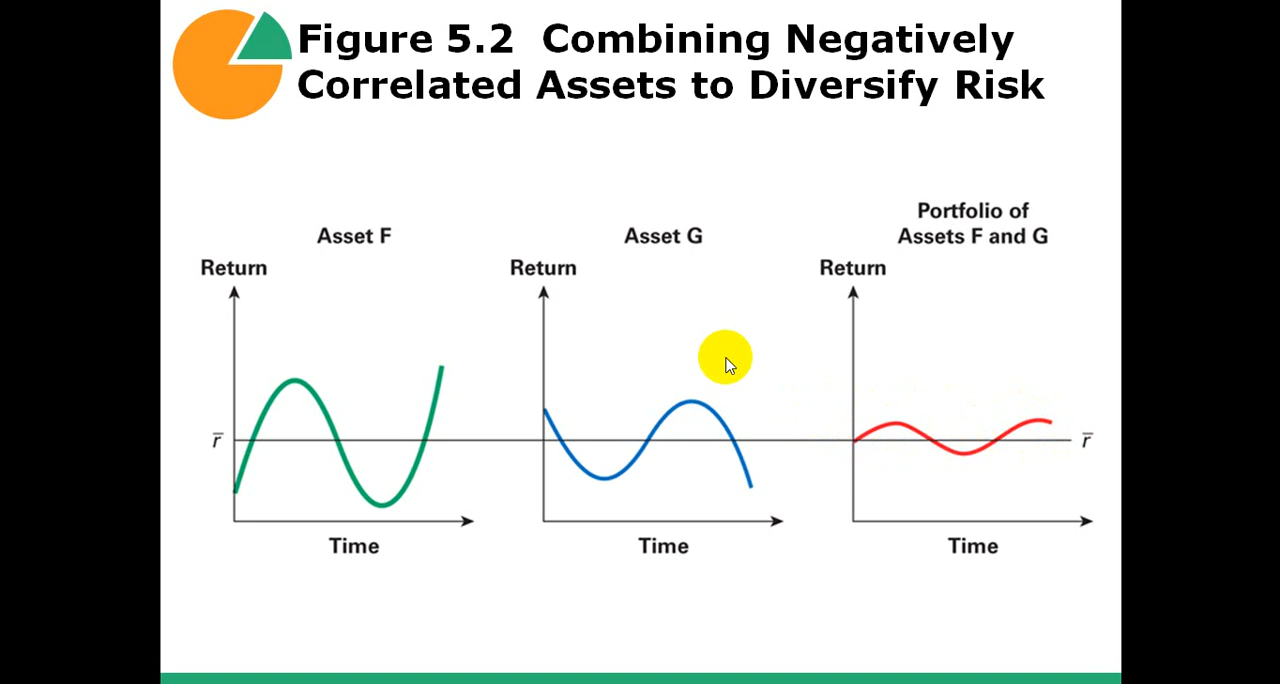 Figure 5.2  Combining Negatively
Correlated Assets to Diversify Risk
Asset F
Return
r̅
Time
Asset G
Return
Time
Portfolio of
Assets F and G
Return
r̅
Time